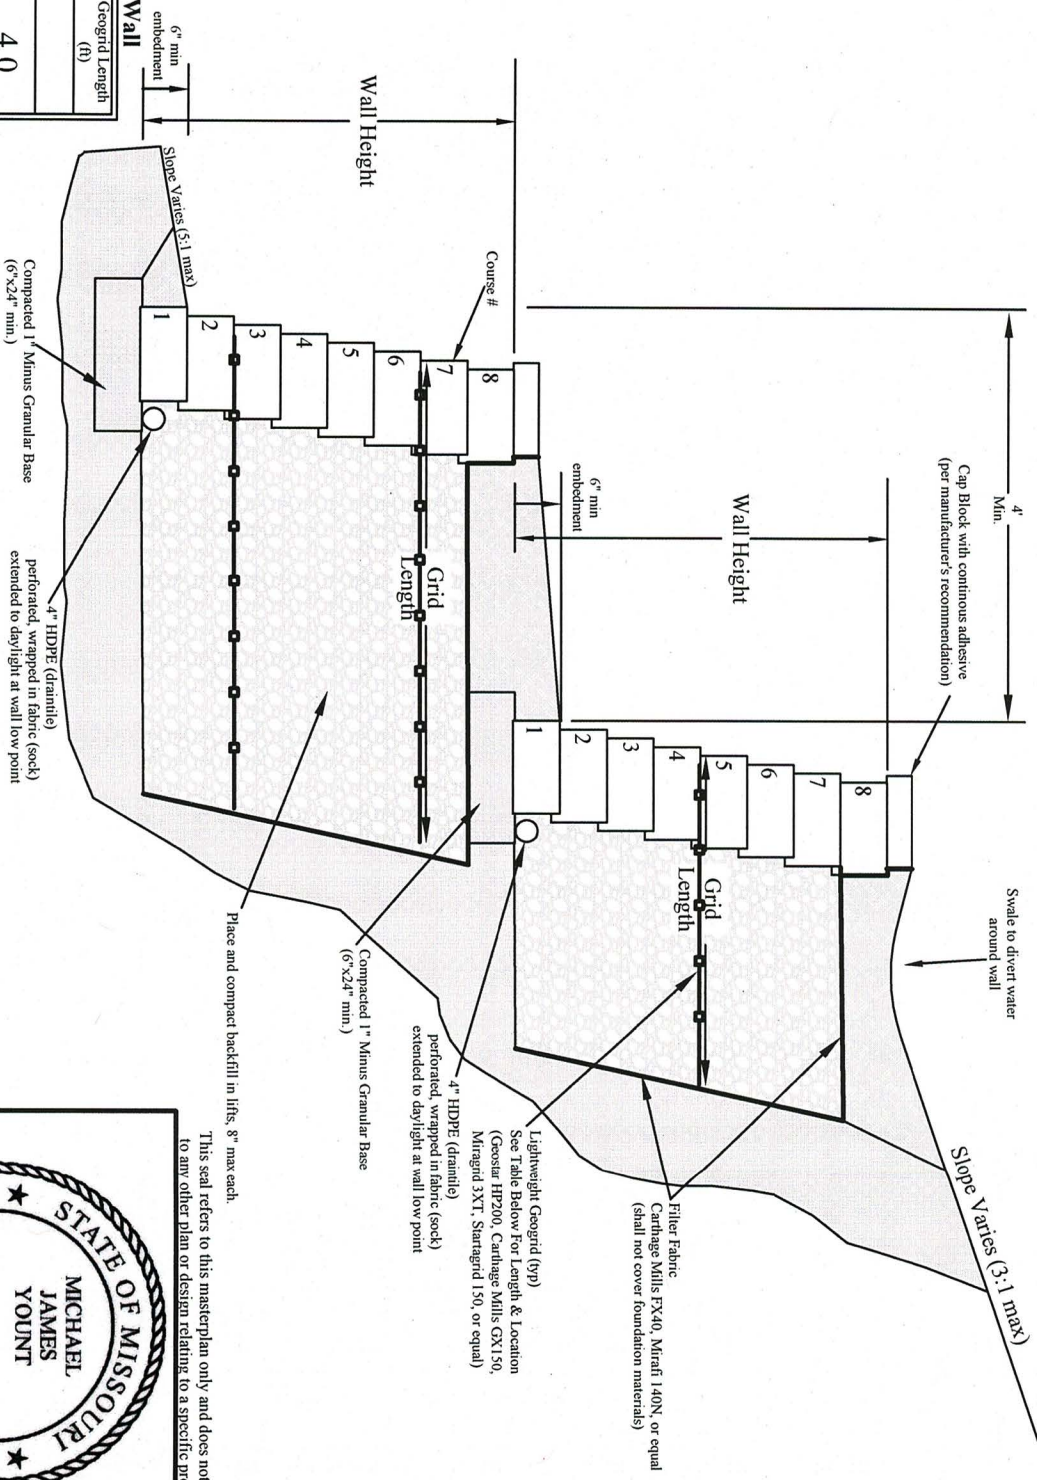 4'
Min.
Cap Block with continous adhesive
(per manufacturer's recommendation)
Swale to divert water
around wall
Slope Varies (3:1 max)
Wall Height
8
7
6
5
4
3
2
1
Grid
Length
6" min
embedment
Filter Fabric
Carthage Mills FX40, Mirafi 140N, or equal
(shall not cover foundation materials)
Lightweight Geogrid (typ)
See Table Below For Length & Location
(Geostar HP200, Carthage Mills GX150,
Miragrid 3XT, Startagrid 150, or equal)
4" HDPE (draintile)
perforated, wrapped in fabric (sock)
extended to daylight at wall low point
Compacted 1" Minus Granular Base
(6"x24" min.)
Wall Height
Course #
8
7
6
5
4
3
2
1
Grid
Length
Place and compact backfill in lifts, 8" max each.
6" min
embedment
Slope Varies (5:1 max)
4" HDPE (draintile)
perforated, wrapped in fabric (sock)
extended to daylight at wall low point
Compacted 1" Minus Granular Base
(6"x24" min.)
Wall
Geogrid Length
(ft)
4.0
This seal refers to this masterplan only and does not
to any other plan or design relating to a specific pr
STATE OF MISSOURI
MICHAEL
JAMES
YOUNT